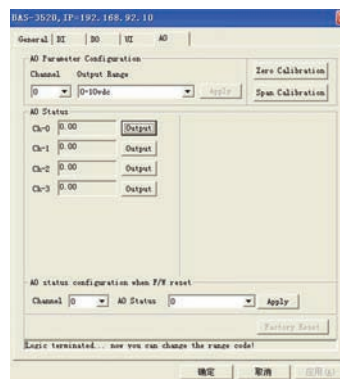 BAS-3520, IP=192.168.92.10
General DI DO UI AO
AO Parameter Configuration
Channel Output Range
0 0-10vdc Apply
Zero Calibration
Span Calibration
AO Status
Ch-0 0.00 Output
Ch-1 0.00 Output
Ch-2 0.00 Output
Ch-3 0.00 Output
AO status configuration when F/W reset
Channel 0 AO Status 0 Apply
Factory Reset
Logic terminated... now you can change the range code!
确定 取消 应用(A)